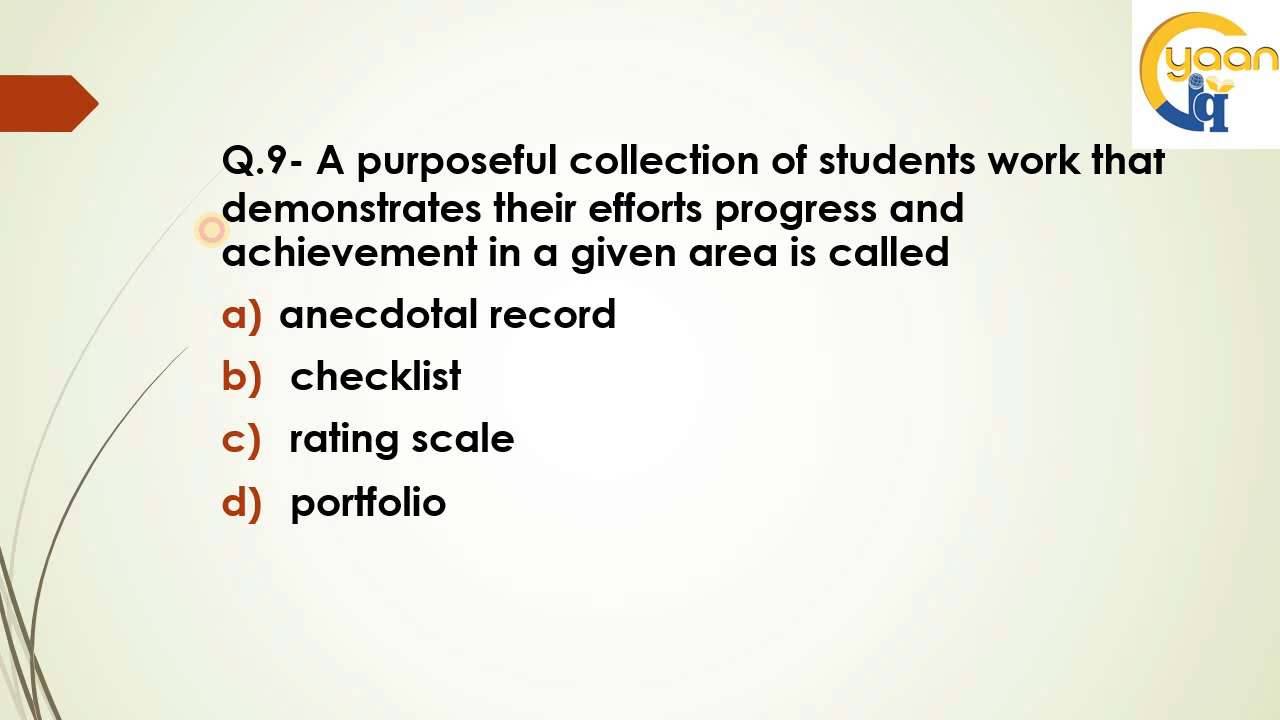 yaan
iq
Q.9- A purposeful collection of students work that
demonstrates their efforts progress and
achievement in a given area is called
a) anecdotal record
b) checklist
c) rating scale
d) portfolio